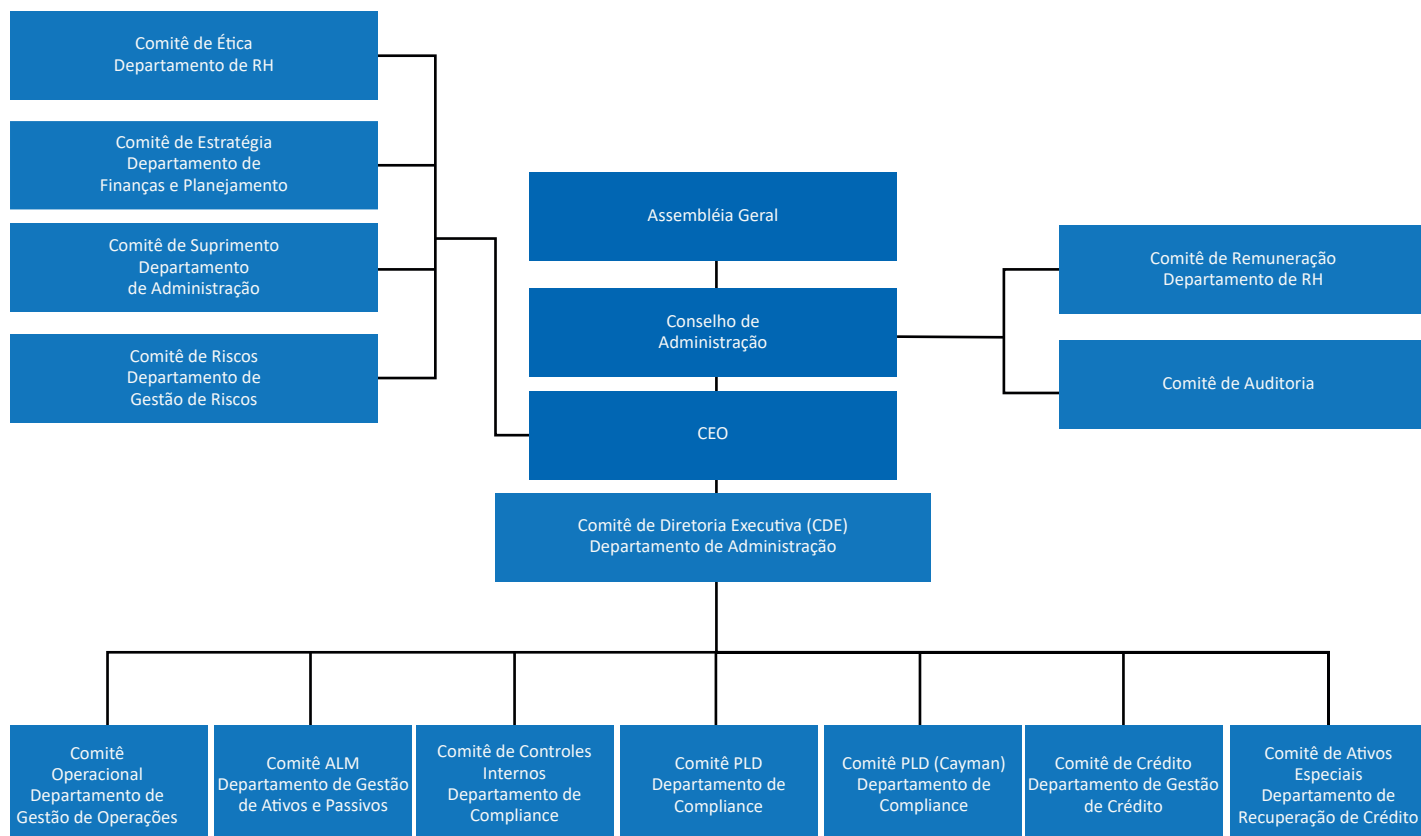 Comitê de Ética
Departamento de RH
Comitê de Estratégia
Departamento de
Finanças e Planejamento
Comitê de Suprimento
Departamento
de Administração
Comitê de Riscos
Departamento de
Gestão de Riscos
Assembléia Geral
Conselho de
Administração
CEO
Comitê de Remuneração
Departamento de RH
Comitê de Auditoria
Comitê de Diretoria Executiva (CDE)
Departamento de Administração
Comitê
Operacional
Departamento de
Gestão de Operações
Comitê ALM
Departamento de Gestão
de Ativos e Passivos
Comitê de Controles
Internos
Departamento de
Compliance
Comitê PLD
Departamento de
Compliance
Comitê PLD (Cayman)
Departamento de
Compliance
Comitê de Crédito
Departamento de Gestão
de Crédito
Comitê de Ativos
Especiais
Departamento de
Recuperação de Crédito